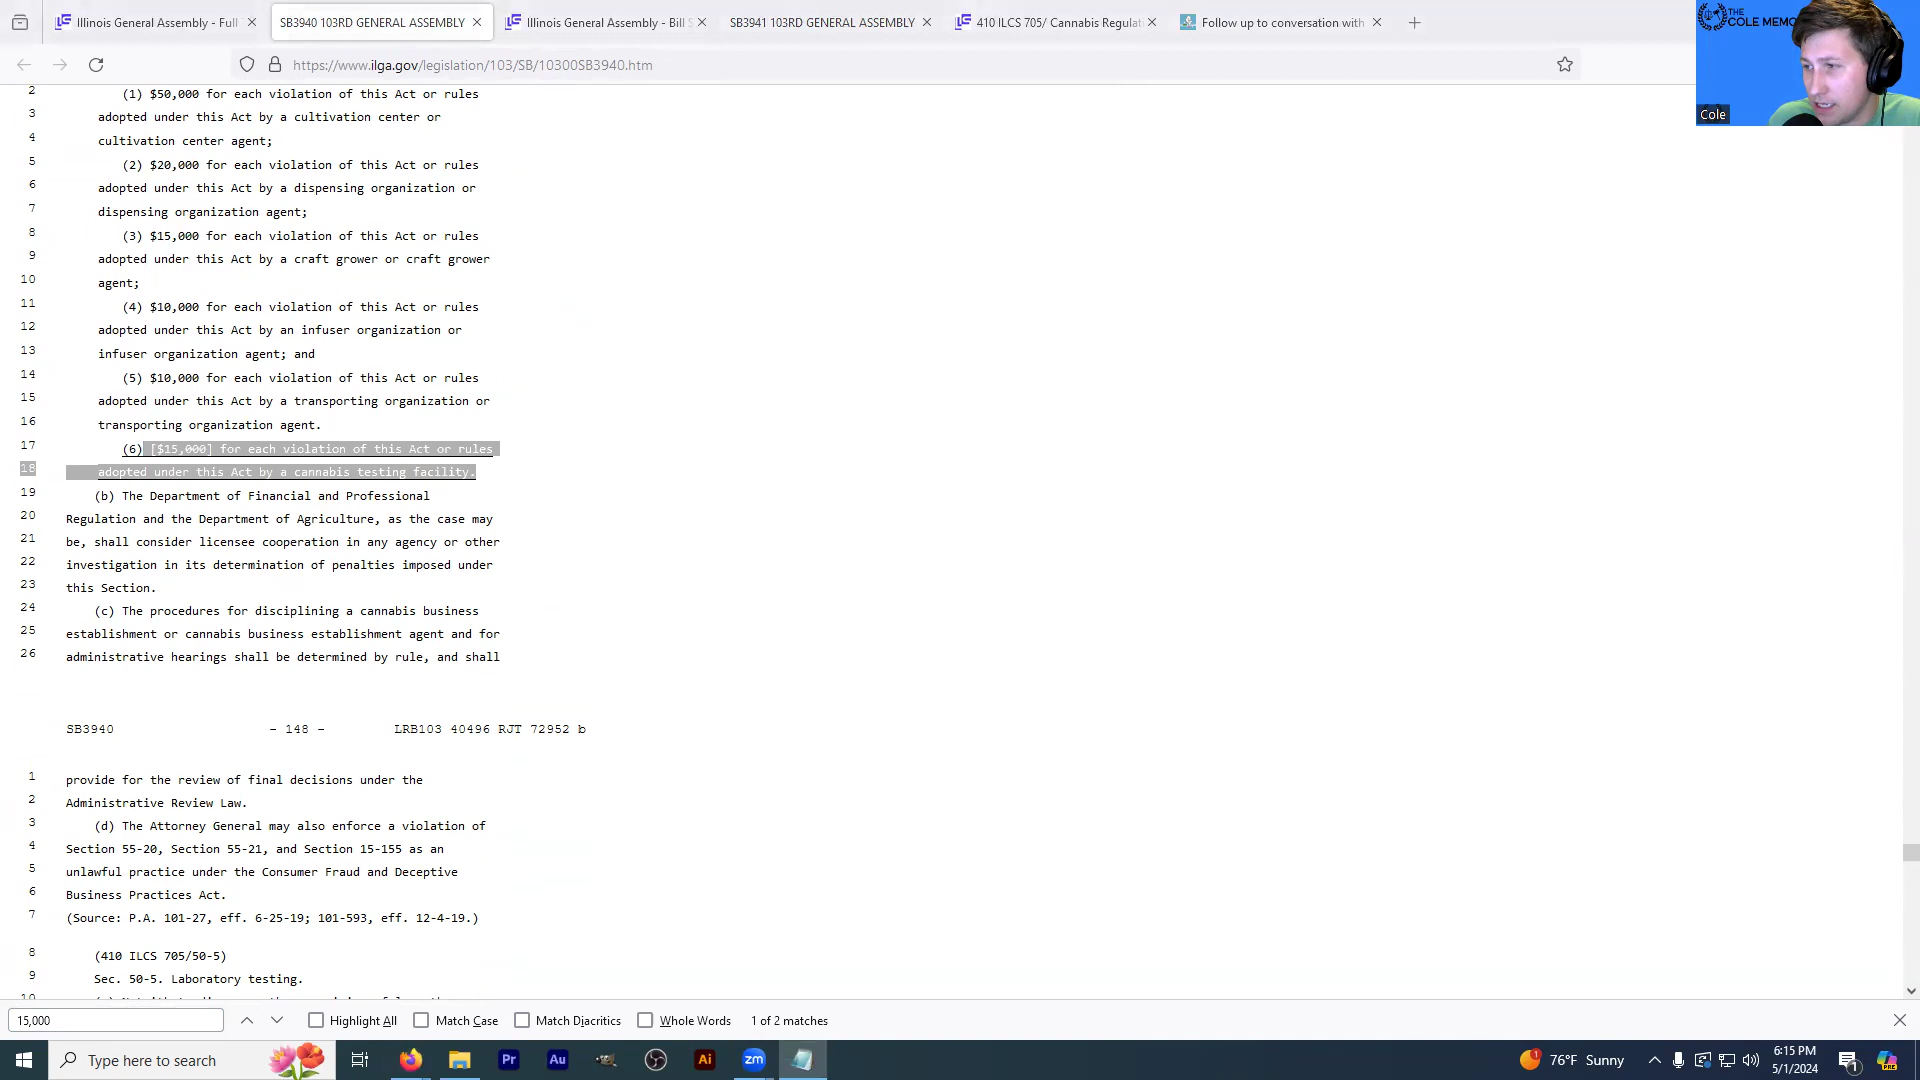 Illinois General Assembly - Full
SB3940 103RD GENERAL ASSEMBLY
Illinois General Assembly - Bill S
SB3941 103RD GENERAL ASSEMBLY
410 ILCS 705/ Cannabis Regulat
Follow up to conversation with
THE
COLE MEMO
https://www.ilga.gov/legislation/103/SB/10300SB3940.htm
Cole
2 (1) $50,000 for each violation of this Act or rules
3 adopted under this Act by a cultivation center or
4 cultivation center agent;
5 (2) $20,000 for each violation of this Act or rules
6 adopted under this Act by a dispensing organization or
7 dispensing organization agent;
8 (3) $15,000 for each violation of this Act or rules
9 adopted under this Act by a craft grower or craft grower
10 agent;
11 (4) $10,000 for each violation of this Act or rules
12 adopted under this Act by an infuser organization or
13 infuser organization agent; and
14 (5) $10,000 for each violation of this Act or rules
15 adopted under this Act by a transporting organization or
16 transporting organization agent.
17 (6) [$15,000] for each violation of this Act or rules
18 adopted under this Act by a cannabis testing facility.
19 (b) The Department of Financial and Professional
20 Regulation and the Department of Agriculture, as the case may
21 be, shall consider licensee cooperation in any agency or other
22 investigation in its determination of penalties imposed under
23 this Section.
24 (c) The procedures for disciplining a cannabis business
25 establishment or cannabis business establishment agent and for
26 administrative hearings shall be determined by rule, and shall
SB3940 - 148 - LRB103 40496 RJT 72952 b
1 provide for the review of final decisions under the
2 Administrative Review Law.
3 (d) The Attorney General may also enforce a violation of
4 Section 55-20, Section 55-21, and Section 15-155 as an
5 unlawful practice under the Consumer Fraud and Deceptive
6 Business Practices Act.
7 (Source: P.A. 101-27, eff. 6-25-19; 101-593, eff. 12-4-19.)
8 (410 ILCS 705/50-5)
9 Sec. 50-5. Laboratory testing.
10
15,000
Highlight All
Match Case
Match Diacritics
Whole Words
1 of 2 matches
Type here to search
Pr
Au
Ai
zm
76°F Sunny
6:15 PM
5/1/2024
1
PRE